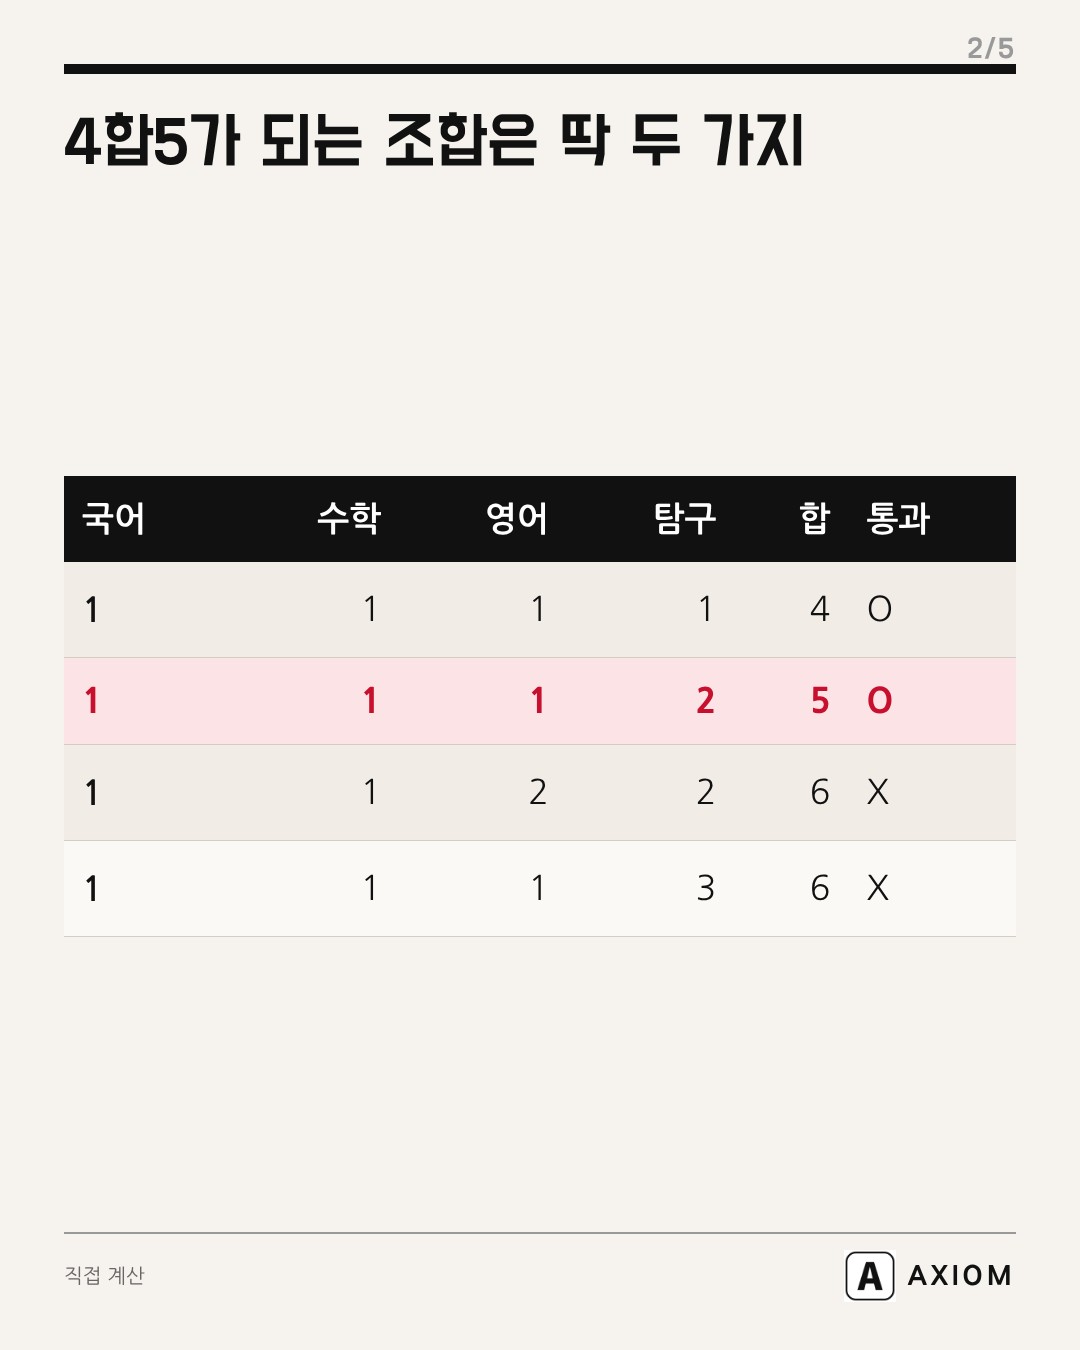 2/5
4합5가 되는 조합은 딱 두 가지
국어 수학 영어 탐구 합 통과
1 1 1 1 4 O
1 1 1 2 5 O
1 1 2 2 6 X
1 1 1 3 6 X
직접 계산
A AXIOM